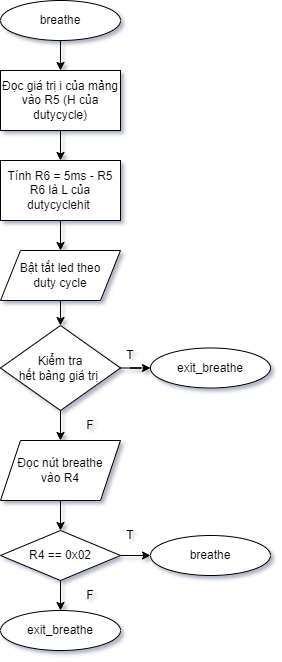 breathe
Đọc giá trị i của mảng
vào R5 (H của
dutycycle)
Tính R6 = 5ms - R5
R6 là L của
dutycyclehit
Bật tắt led theo
duty cycle
Kiểm tra
hết bảng giá trị
T
exit_breathe
F
Đọc nút breathe
vào R4
R4 == 0x02
T
breathe
F
exit_breathe